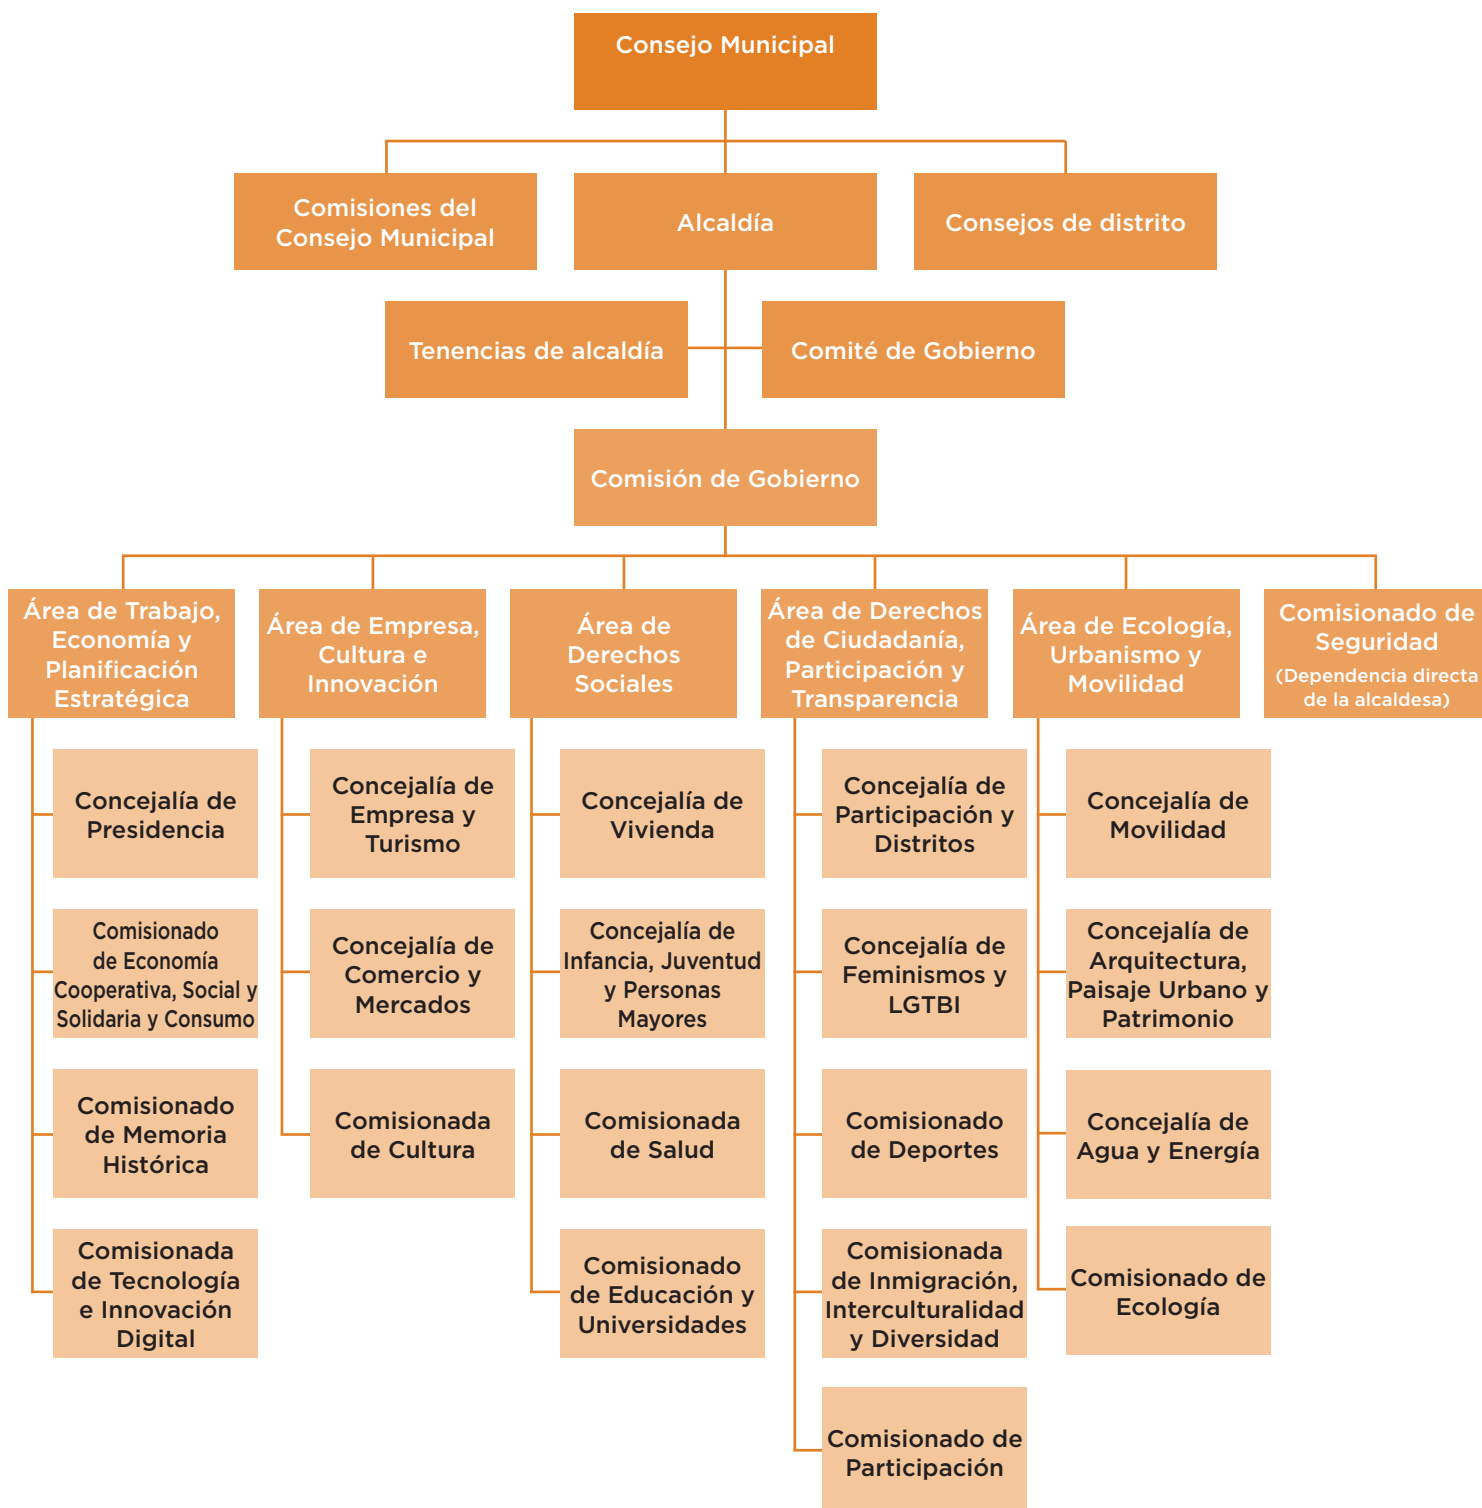 Consejo Municipal
Comisiones del
Consejo Municipal
Alcaldía
Consejos de distrito
Tenencias de alcaldía
Comité de Gobierno
Comisión de Gobierno
Área de Trabajo,
Economía y
Planificación
Estratégica
Área de Empresa,
Cultura e
Innovación
Área de
Derechos
Sociales
Área de Derechos
de Ciudadanía,
Participación y
Transparencia
Área de Ecología,
Urbanismo y
Movilidad
Comisionado de
Seguridad
(Dependencia directa
de la alcaldesa)
Concejalía de
Presidencia
Comisionado
de Economía
Cooperativa, Social y
Solidaria y Consumo
Comisionado
de Memoria
Histórica
Comisionada
de Tecnología
e Innovación
Digital
Concejalía de
Empresa y
Turismo
Concejalía de
Comercio y
Mercados
Comisionada
de Cultura
Concejalía de
Vivienda
Concejalía de
Infancia, Juventud
y Personas
Mayores
Comisionada
de Salud
Comisionado
de Educación y
Universidades
Concejalía de
Participación y
Distritos
Concejalía de
Feminismos y
LGTBI
Comisionado
de Deportes
Comisionada
de Inmigración,
Interculturalidad
y Diversidad
Comisionado de
Participación
Concejalía de
Movilidad
Concejalía de
Arquitectura,
Paisaje Urbano y
Patrimonio
Concejalía de
Agua y Energía
Comisionado de
Ecología